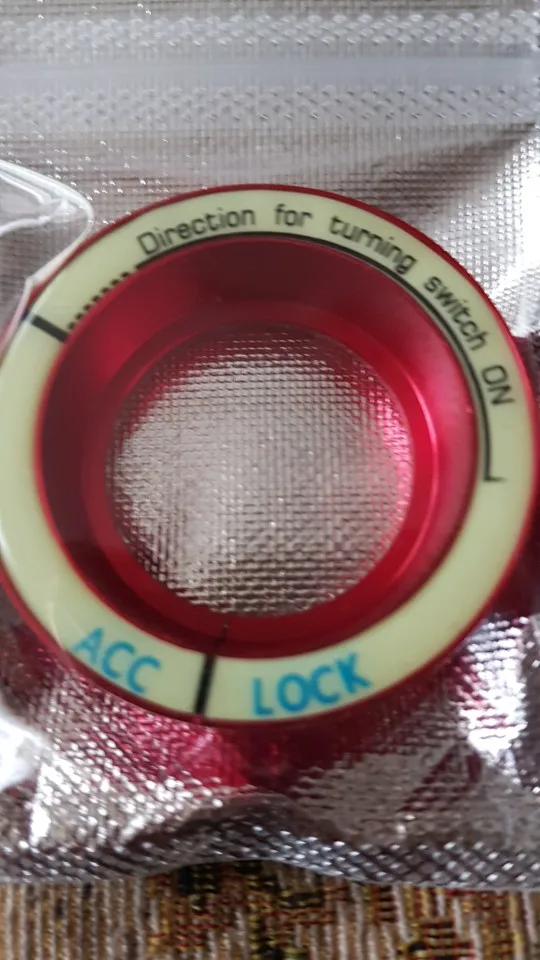 Direction for turning switch ON
ACC
LOCK